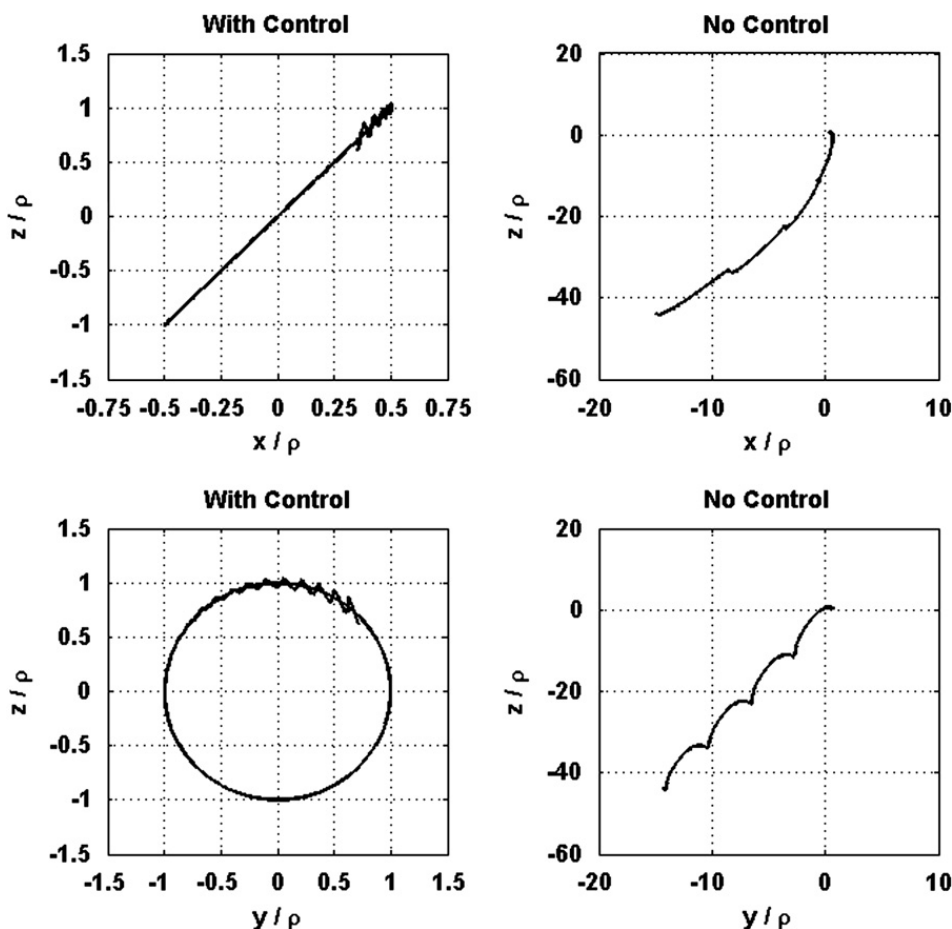 With Control
No Control
1.5
1
0.5
0
-0.5
-1
-1.5
z / ρ
-0.75 -0.5 -0.25 0 0.25 0.5 0.75
x / ρ
20
0
-20
-40
-60
z / ρ
-20 -10 0 10
x / ρ
With Control
No Control
1.5
1
0.5
0
-0.5
-1
-1.5
z / ρ
-1.5 -1 -0.5 0 0.5 1 1.5
y / ρ
20
0
-20
-40
-60
z / ρ
-20 -10 0 10
y / ρ